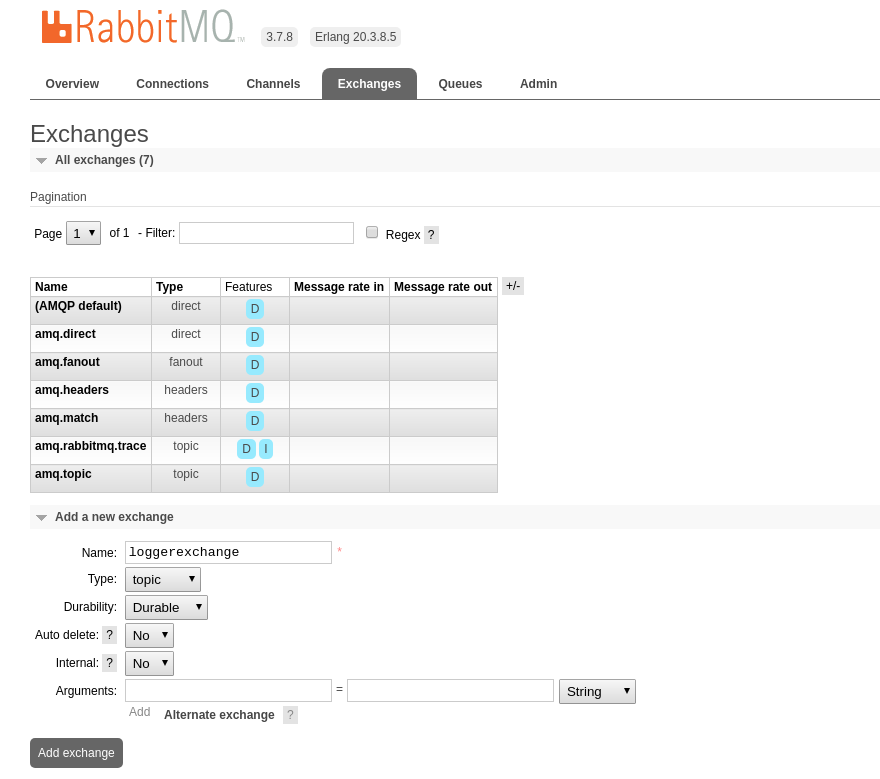 RabbitMQ TM 3.7.8 Erlang 20.3.8.5
Overview Connections Channels Exchanges Queues Admin
Exchanges
All exchanges (7)
Pagination
Page 1 of 1 - Filter: Regex ?
Name Type Features Message rate in Message rate out +/-
(AMQP default) direct D
amq.direct direct D
amq.fanout fanout D
amq.headers headers D
amq.match headers D
amq.rabbitmq.trace topic D I
amq.topic topic D
Add a new exchange
Name: loggerexchange *
Type: topic
Durability: Durable
Auto delete: ? No
Internal: ? No
Arguments: = String
Add Alternate exchange ?
Add exchange